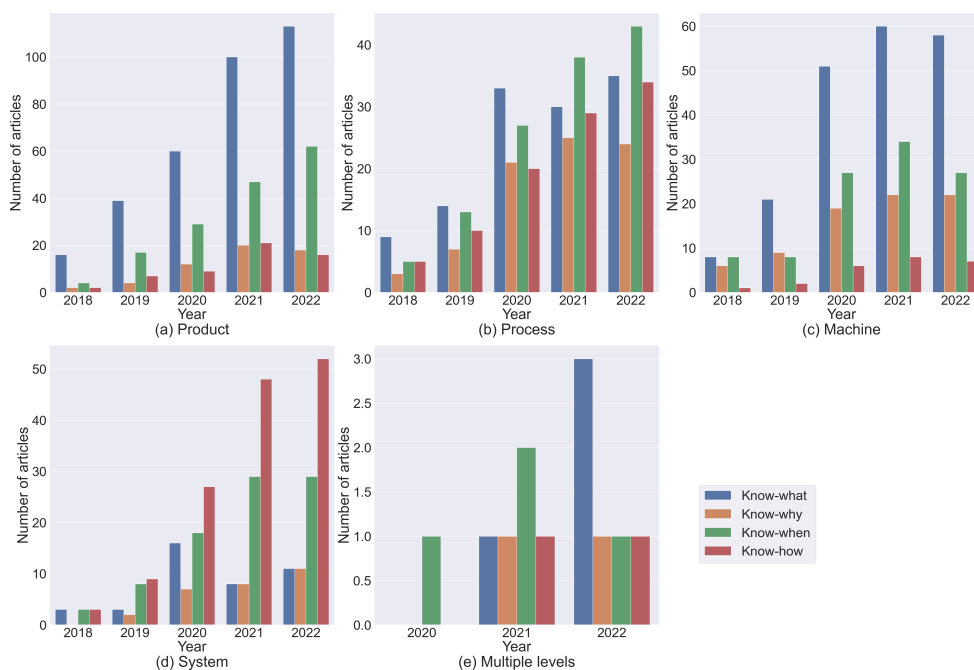 Number of articles
100
80
60
40
20
0
2018 2019 2020 2021 2022
Year
(a) Product
Number of articles
40
30
20
10
0
2018 2019 2020 2021 2022
Year
(b) Process
Number of articles
60
50
40
30
20
10
0
2018 2019 2020 2021 2022
Year
(c) Machine
Number of articles
50
40
30
20
10
0
2018 2019 2020 2021 2022
Year
(d) System
Number of articles
3.0
2.5
2.0
1.5
1.0
0.5
0.0
2020 2021 2022
Year
(e) Multiple levels
Know-what
Know-why
Know-when
Know-how